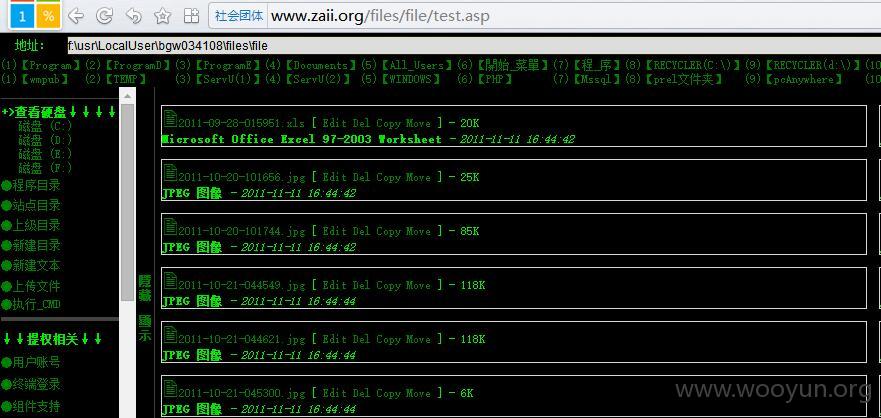 1 % 社会团体 www.zaii.org/files/file/test.asp
地址: f:\usr\LocalUser\bgw034108\files\file
(1)【Program】 (2)【ProgramD】 (3)【ProgramE】 (4)【Documents】 (5)【All_Users】 (6)【開始_菜單】 (7)【程_序】 (8)【RECYCLER(C:\)】 (9)【RECYCLER(d:\)】 (10
(1)【wmpub】 (2)【TEMP】 (3)【ServU(1)】 (4)【ServU(2)】 (5)【WINDOWS】 (6)【PHP】 (7)【Mssql】 (8)【prel文件夹】 (9)【pcAnywhere】 (10
+>查看硬盘↓↓↓↓
磁盘 (C:)
磁盘 (D:)
磁盘 (E:)
磁盘 (F:)
●程序目录
●站点目录
●上级目录
●新建目录
●新建文本
●上传文件
●执行_CMD
↓↓提权相关↓↓
●用户账号
●终端登录
●组件支持
隐藏
显示
2011-09-28-015951.xls [ Edit Del Copy Move ] - 20K
Microsoft Office Excel 97-2003 Worksheet - 2011-11-11 16:44:42
2011-10-20-101656.jpg [ Edit Del Copy Move ] - 25K
JPEG 图像 - 2011-11-11 16:44:42
2011-10-20-101744.jpg [ Edit Del Copy Move ] - 85K
JPEG 图像 - 2011-11-11 16:44:42
2011-10-21-044549.jpg [ Edit Del Copy Move ] - 118K
JPEG 图像 - 2011-11-11 16:44:44
2011-10-21-044621.jpg [ Edit Del Copy Move ] - 118K
JPEG 图像 - 2011-11-11 16:44:44
2011-10-21-045300.jpg [ Edit Del Copy Move ] - 6K
JPEG 图像 - 2011-11-11 16:44:44
www.wooyun.org